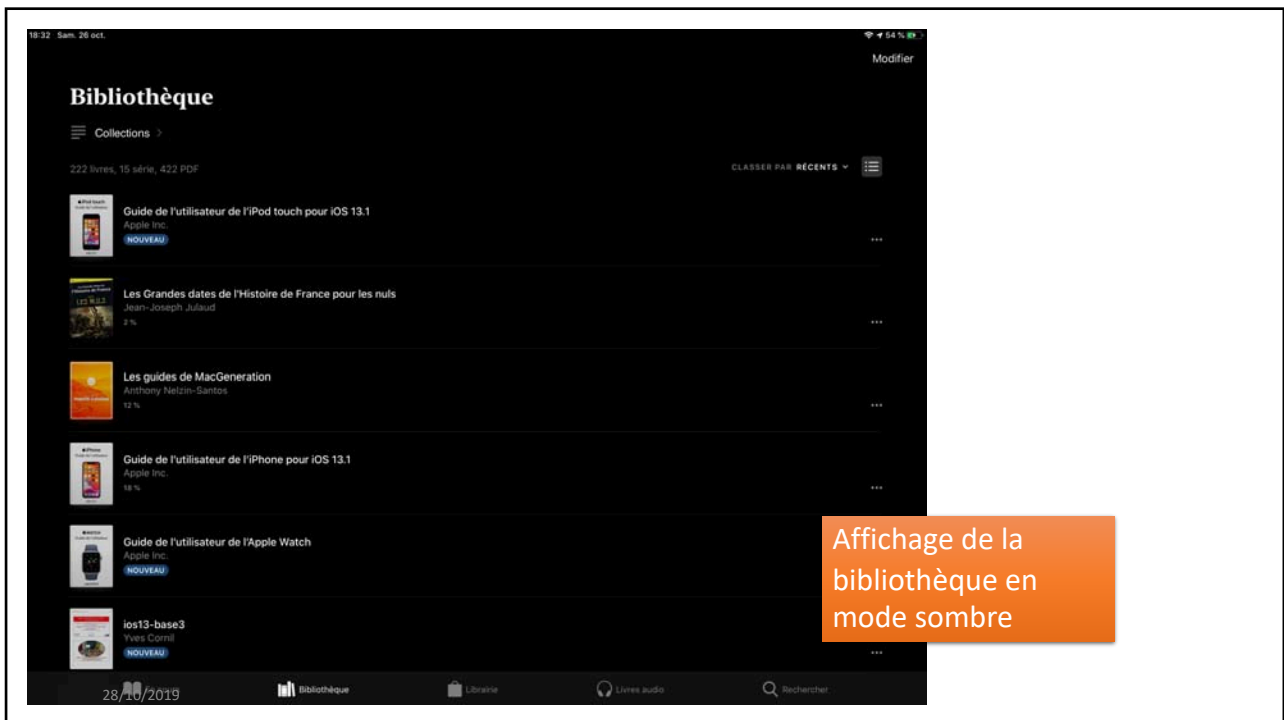 18:32 Sam. 26 oct.
54 %
Modifier
Bibliothèque
Collections >
222 livres, 15 série, 422 PDF
CLASSER PAR RÉCENTS
Guide de l'utilisateur de l'iPod touch pour iOS 13.1
Apple Inc.
NOUVEAU
Les Grandes dates de l'Histoire de France pour les nuls
Jean-Joseph Julaud
2 %
Les guides de MacGeneration
Anthony Nelzin-Santos
12 %
Guide de l'utilisateur de l'iPhone pour iOS 13.1
Apple Inc.
18 %
Guide de l'utilisateur de l'Apple Watch
Apple Inc.
NOUVEAU
Affichage de la
bibliothèque en
mode sombre
ios13-base3
Yves Cornil
NOUVEAU
28/10/2019
Bibliothèque
Librairie
Livres audio
Rechercher